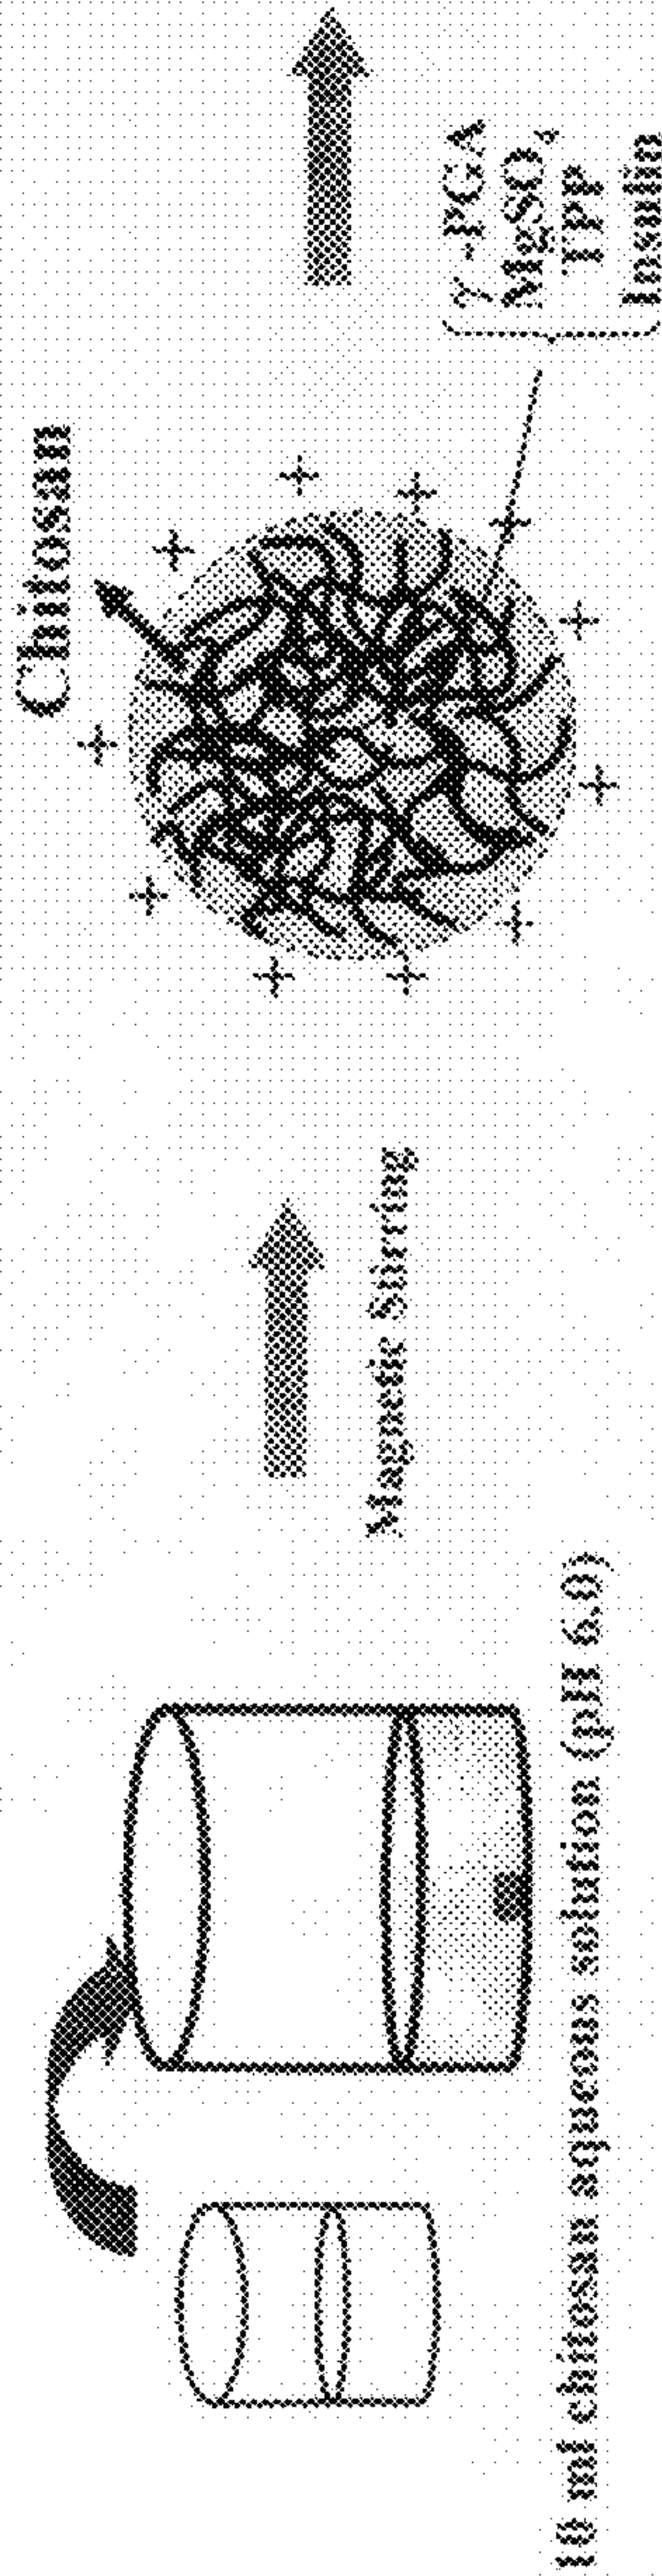 10 ml chitosan aqueous solution (pH 6.0)
Magnetic Stirring
Chitosan
γ -PGA
MgSO₄
TPP
Insulin